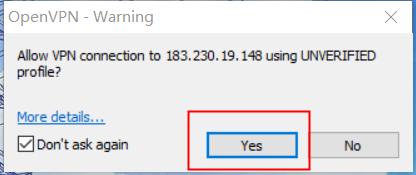 OpenVPN - Warning
Allow VPN connection to 183.230.19.148 using UNVERIFIED
profile?
More details...
Don't ask again
Yes
No